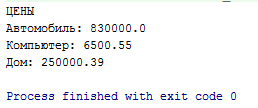 ЦЕНЫ
Автомобиль: 830000.0
Компьютер: 6500.55
Дом: 250000.39
Process finished with exit code 0